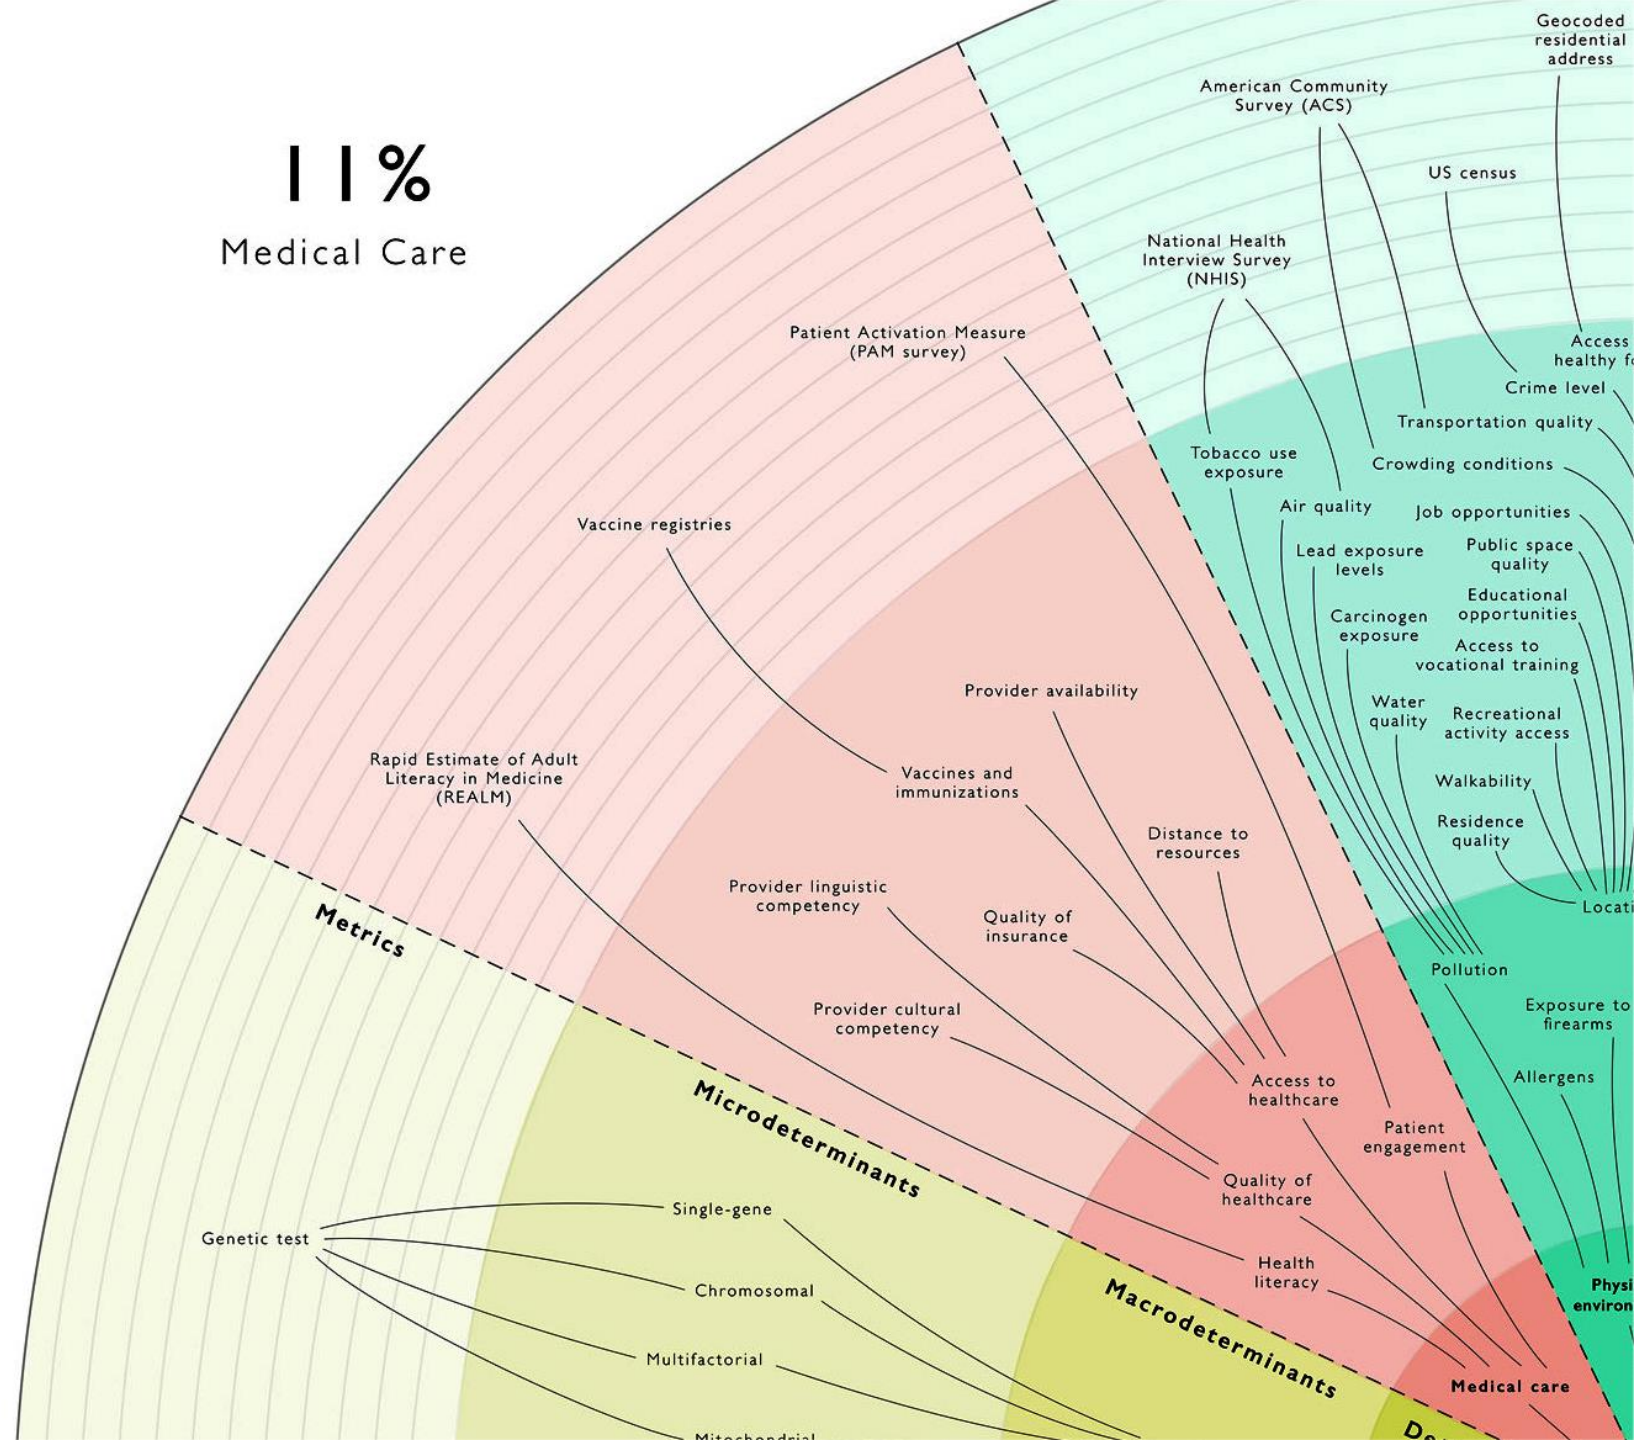 11%
Medical Care
Geocoded
residential
address
American Community
Survey (ACS)
US census
National Health
Interview Survey
(NHIS)
Patient Activation Measure
(PAM survey)
Access
healthy
Crime level
Transportation quality
Tobacco use
exposure
Crowding conditions
Air quality
Job opportunities
Vaccine registries
Lead exposure
levels
Public space
quality
Educational
opportunities
Carcinogen
exposure
Access to
vocational training
Provider availability
Water
quality
Recreational
activity access
Rapid Estimate of Adult
Literacy in Medicine
(REALM)
Vaccines and
immunizations
Walkability
Distance to
resources
Residence
quality
Provider linguistic
competency
Quality of
insurance
Locati
Metrics
Pollution
Provider cultural
competency
Exposure to
firearms
Access to
healthcare
Allergens
Microdeterminants
Patient
engagement
Quality of
healthcare
Single-gene
Genetic test
Health
literacy
Chromosomal
Physi
environ
Macrodeterminants
Multifactorial
Medical care
Mitochondrial